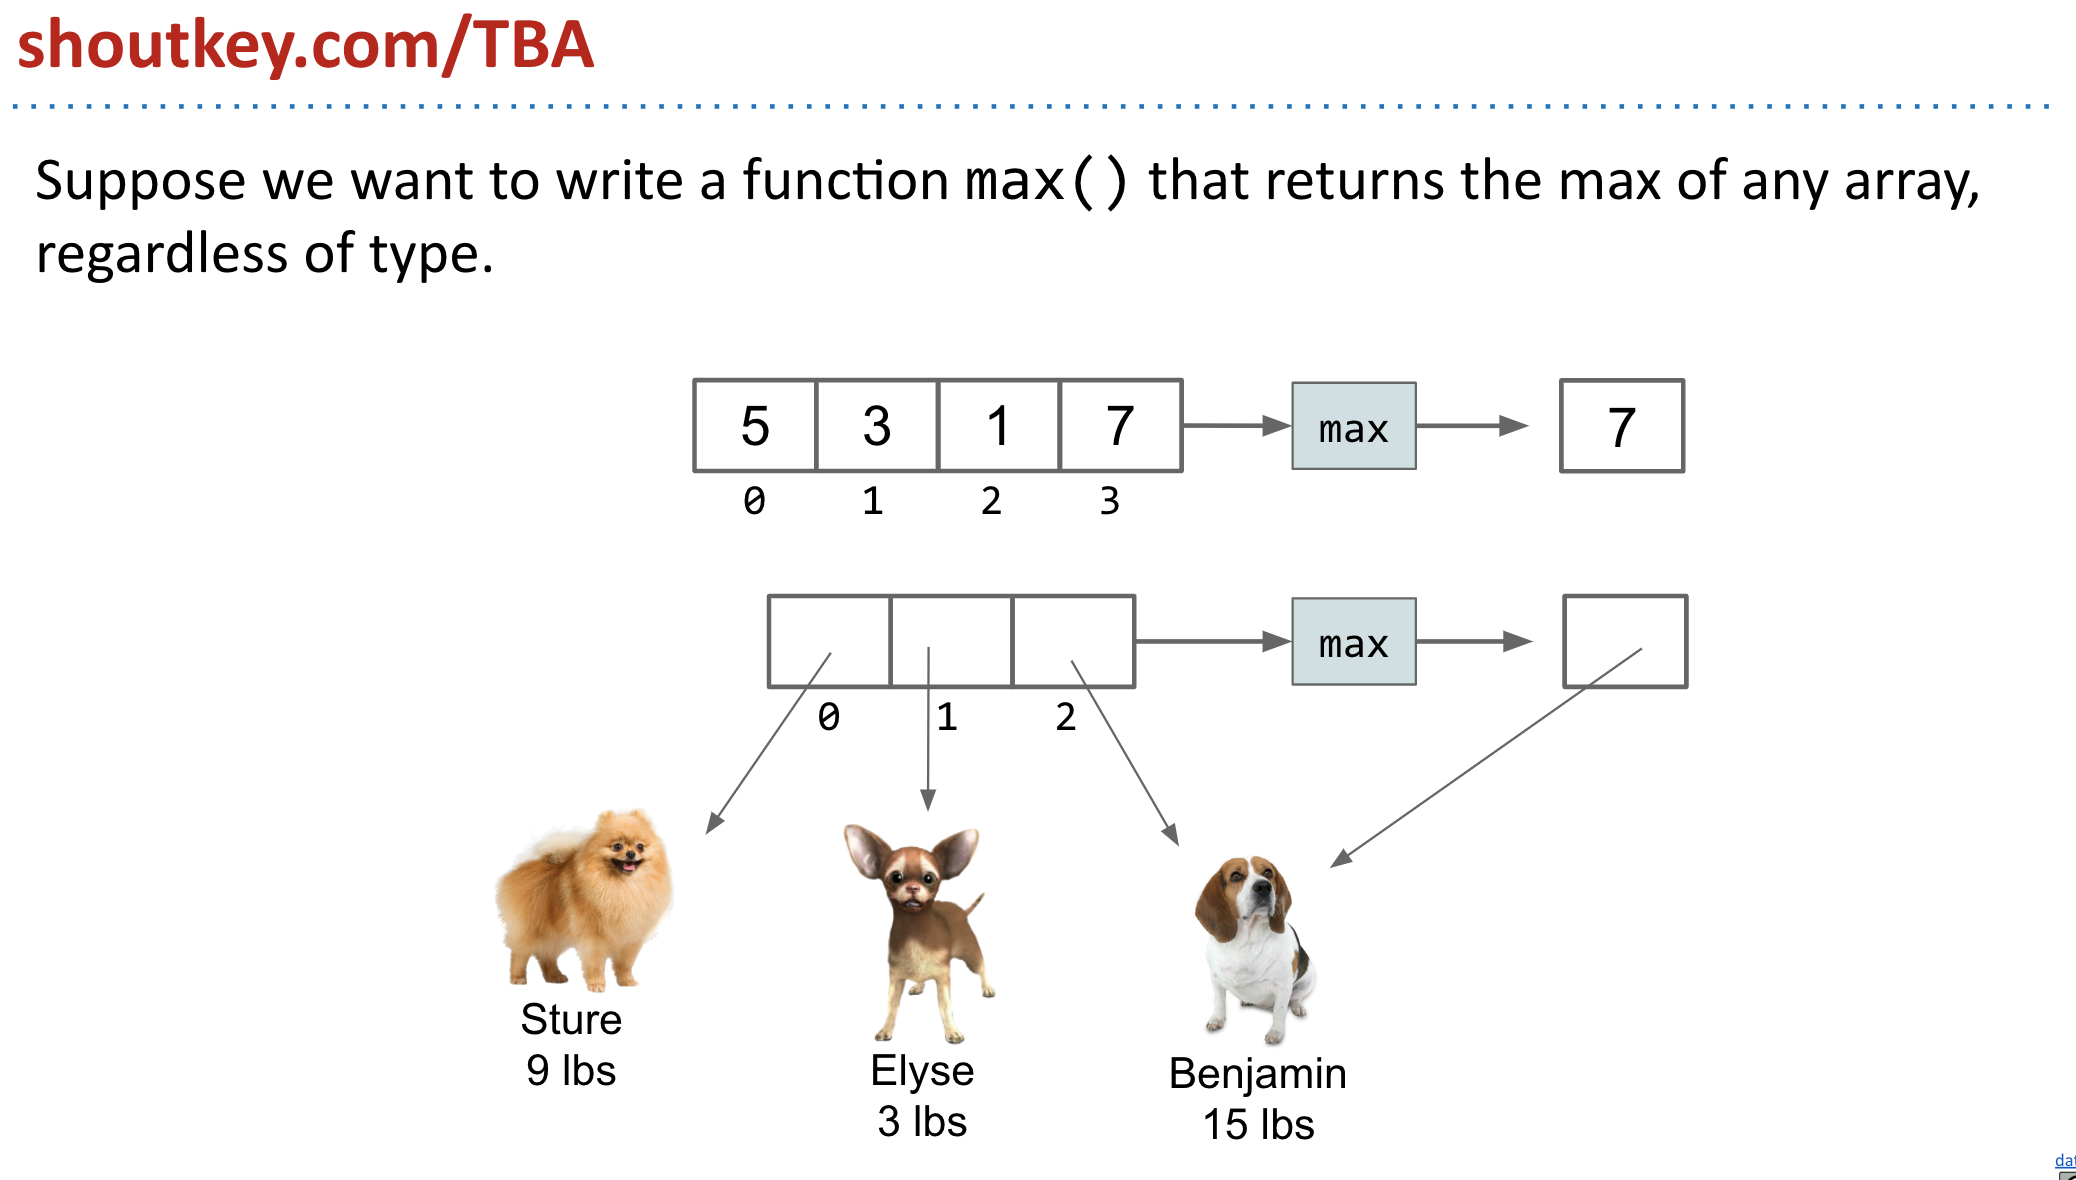 shoutkey.com/TBA
Suppose we want to write a function max() that returns the max of any array,
regardless of type.
5 3 1 7 max 7
0 1 2 3
max
0 1 2
Sture
9 lbs
Elyse
3 lbs
Benjamin
15 lbs